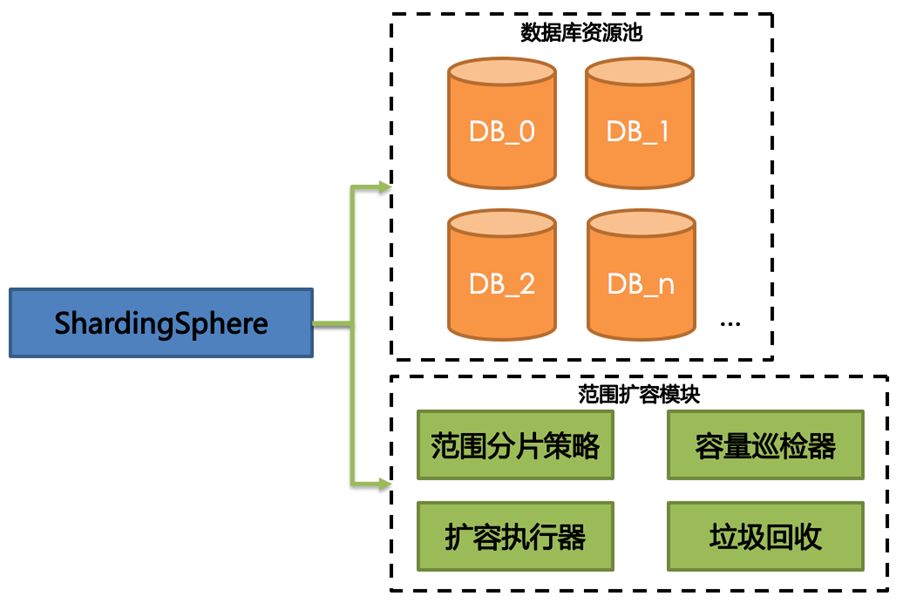 数据库资源池
DB_0
DB_1
DB_2
DB_n
...
ShardingSphere
范围扩容模块
范围分片策略
容量巡检器
扩容执行器
垃圾回收